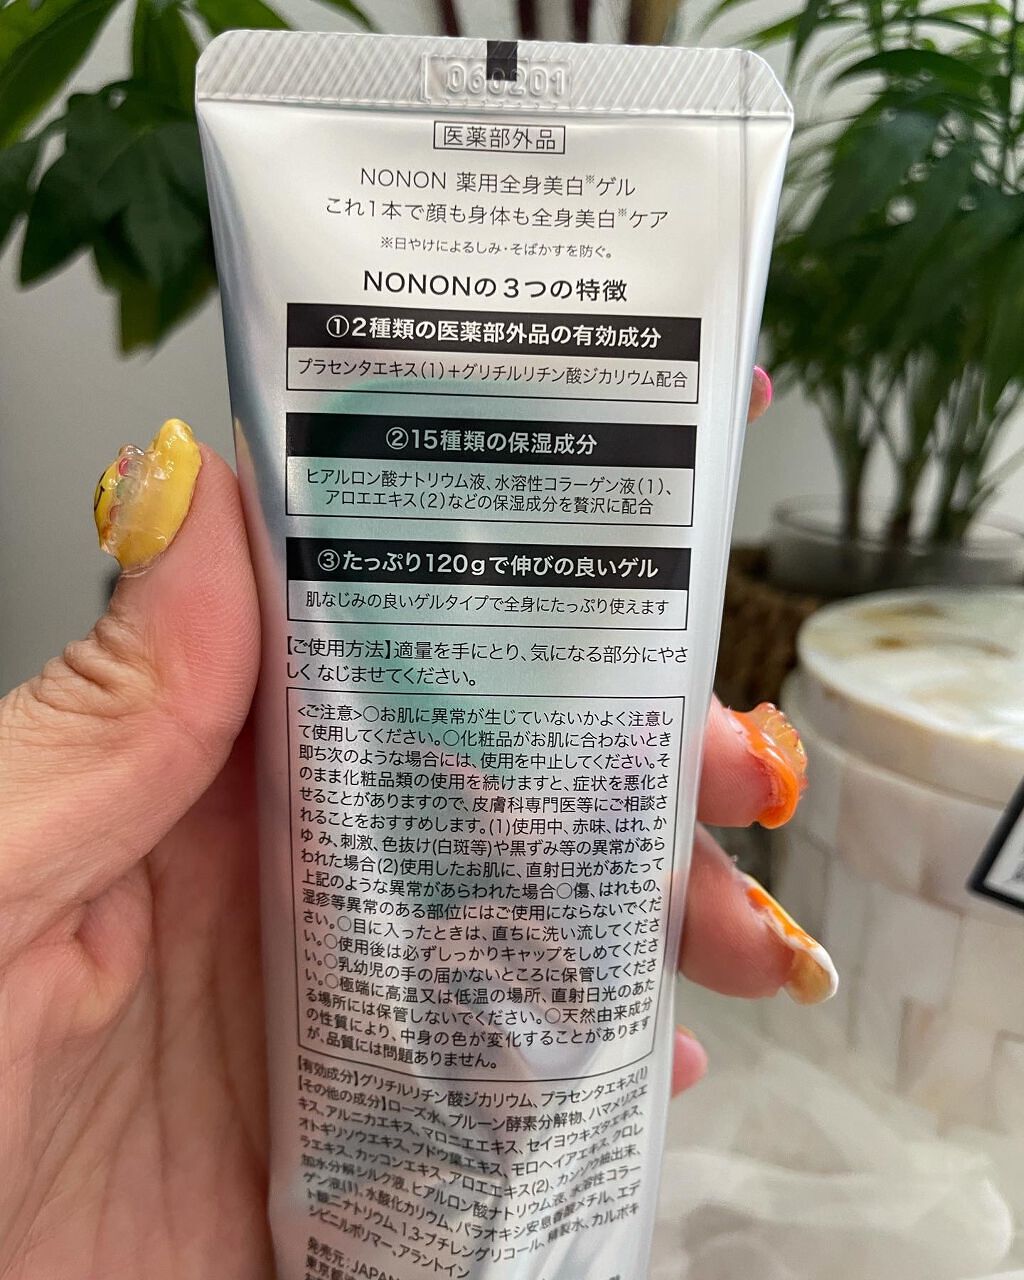 060201
医薬部外品
NONON 薬用全身美白※ゲル
これ1本で顔も身体も全身美白※ケア
※日やけによるしみ・そばかすを防ぐ。
NONONの3つの特徴
①2種類の医薬部外品の有効成分
プラセンタエキス(1)+グリチルリチン酸ジカリウム配合
②15種類の保湿成分
ヒアルロン酸ナトリウム液、水溶性コラーゲン液(1)、
アロエエキス(2)などの保湿成分を贅沢に配合
③たっぷり120gで伸びの良いゲル
肌なじみの良いゲルタイプで全身にたっぷり使えます
【ご使用方法】適量を手にとり、気になる部分にやさ
しくなじませてください。
<ご注意>○お肌に異常が生じていないかよく注意し
て使用してください。○化粧品がお肌に合わないとき
即ち次のような場合には、使用を中止してください。そ
のまま化粧品類の使用を続けますと、症状を悪化さ
せることがありますので、皮膚科専門医等にご相談さ
れることをおすすめします。(1)使用中、赤味、はれ、か
ゆみ、刺激、色抜け(白斑等)や黒ずみ等の異常があら
われた場合(2)使用したお肌に、直射日光があたって
上記のような異常があらわれた場合○傷、はれもの、
湿疹等異常のある部位にはご使用にならないでくだ
さい。○目に入ったときは、直ちに洗い流してくださ
い。○使用後は必ずしっかりキャップをしめてくださ
い。○乳幼児の手の届かないところに保管してくださ
い。○極端に高温又は低温の場所、直射日光のあた
る場所には保管しないでください。○天然由来成分
の性質により、中身の色が変化することがあります
が、品質には問題ありません。
【有効成分】グリチルリチン酸ジカリウム、プラセンタエキス(1)
【その他の成分】ローズ水、プルーン酵素分解物、ハマメリスエ
キス、アルニカエキス、マロニエエキス、セイヨウキズタエキス、
オトギリソウエキス、ブドウ葉エキス、モロヘイヤエキス、クロレ
ラエキス、カッコンエキス、アロエエキス(2)、カンゾウ抽出末、
加水分解シルク液、ヒアルロン酸ナトリウム液、水溶性コラー
ゲン液(1)、水酸化カリウム、パラオキシ安息香酸メチル、エデ
ト酸二ナトリウム、1,3-ブチレングリコール、精製水、カルボキ
シビニルポリマー、アラントイン
発売元:JAPAN
東京都